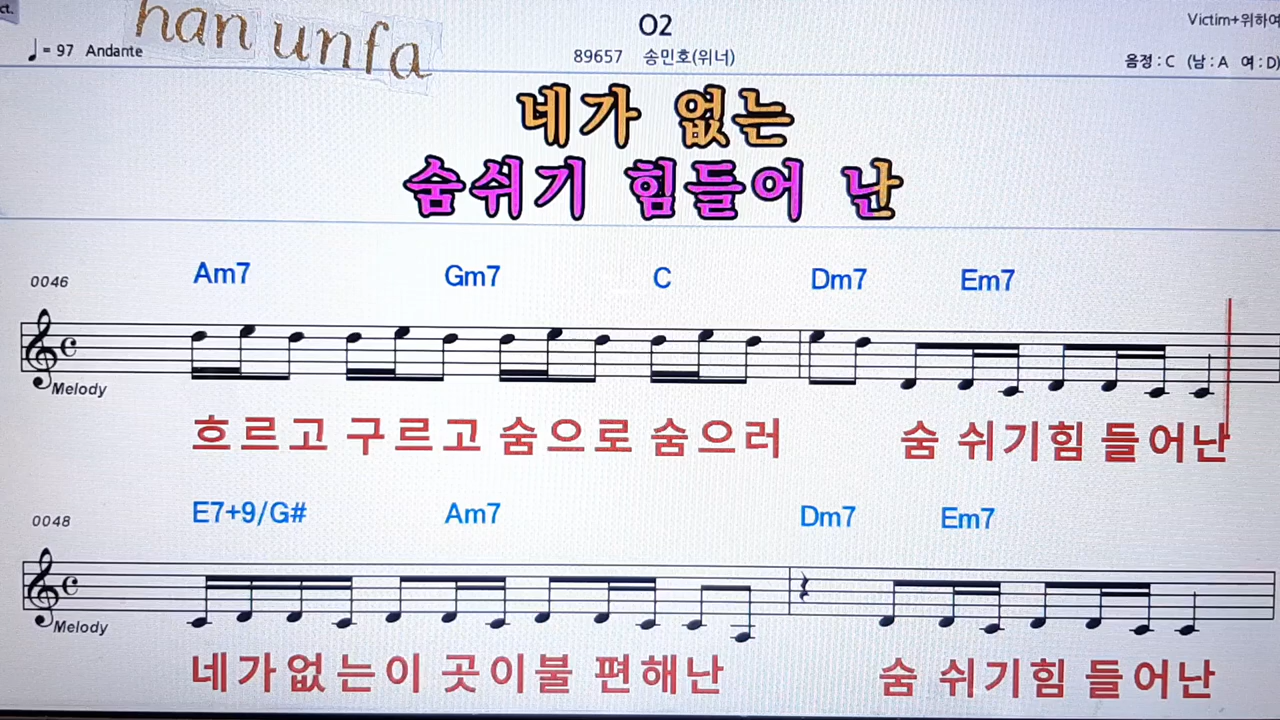 ct.
han unfa
O2
Victim+위하여
♩= 97 Andante
89657 송민호(위너)
음정 : C (남 : A 여 : D)
네가 없는
숨쉬기 힘들어 난
0046
Am7 Gm7 C Dm7 Em7
Melody
흐르고 구르고 숨으로 숨으러 숨 쉬기힘 들어난
0048
E7+9/G# Am7 Dm7 Em7
Melody
네가없는이 곳이불 편해난 숨 쉬기힘 들어난